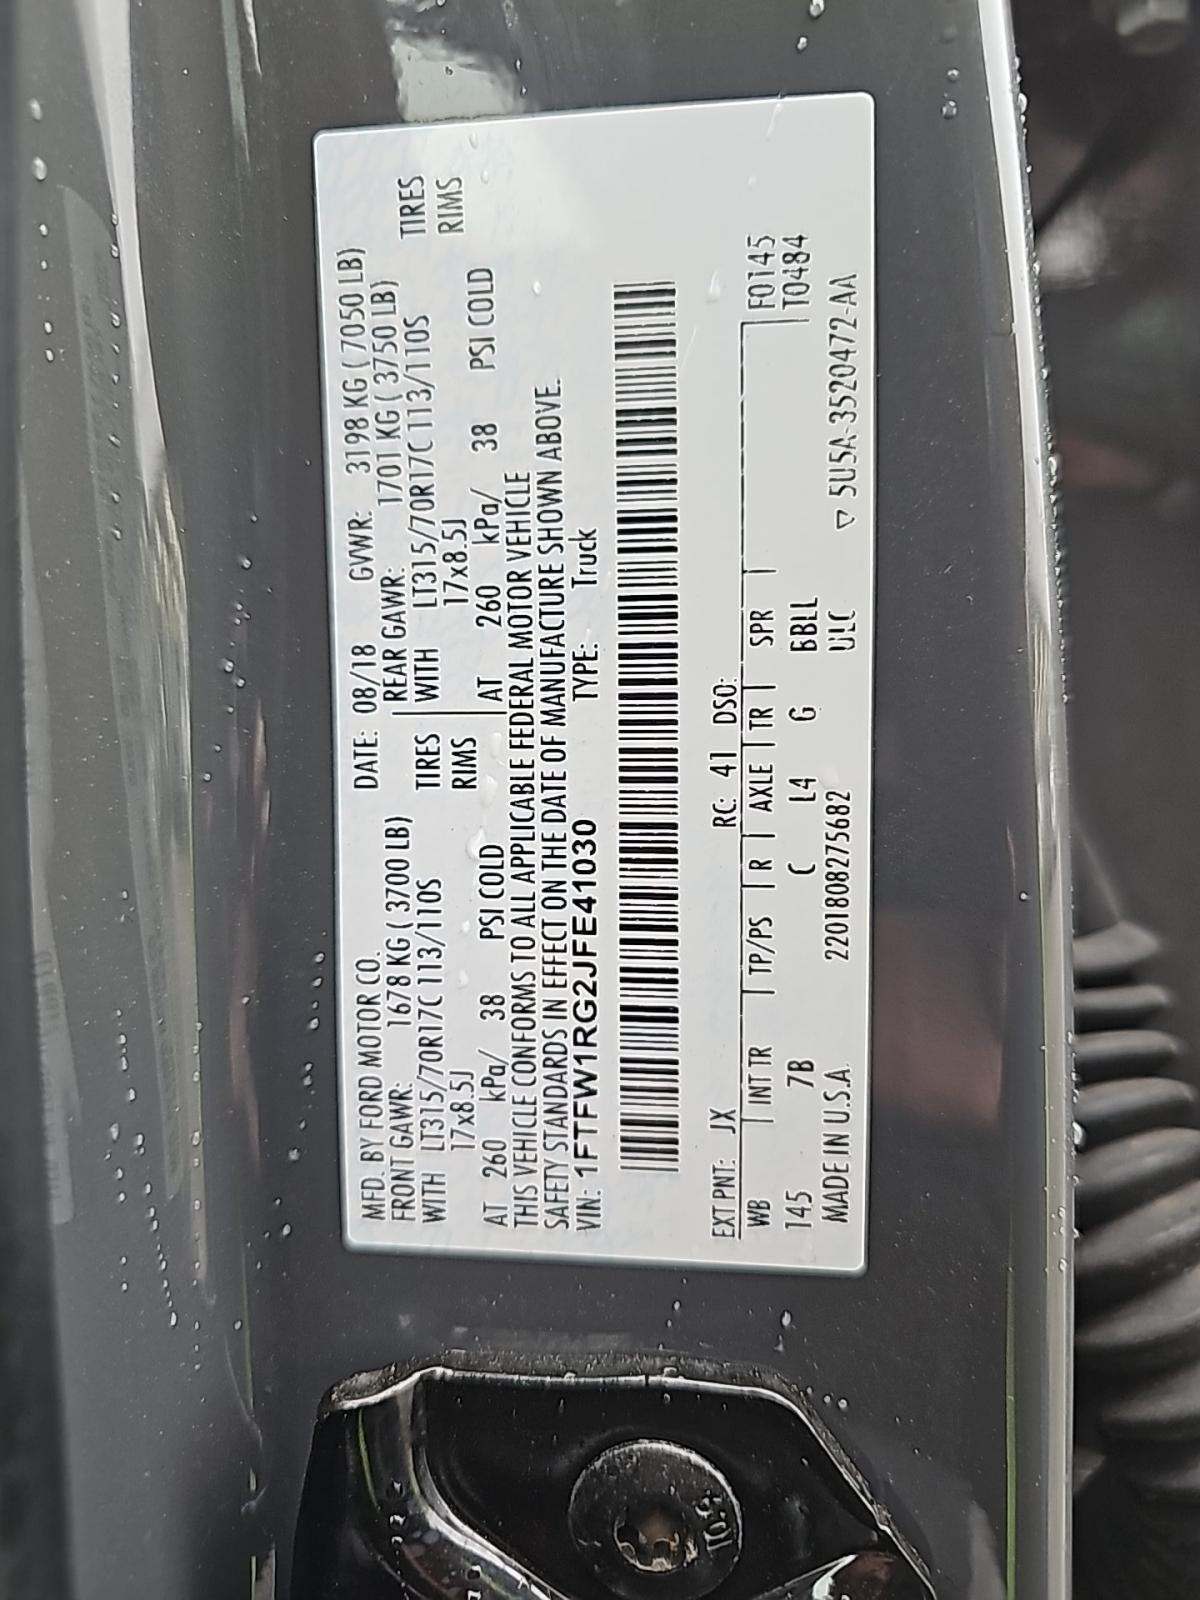 MFD. BY FORD MOTOR CO.
DATE: 08/18 GVWR: 3198 KG ( 7050 LB)
FRONT GAWR: 1678 KG ( 3700 LB) REAR GAWR: 1701 KG ( 3750 LB)
WITH LT315/70R17C 113/110S TIRES WITH LT315/70R17C 113/110S TIRES
17x8.5J RIMS 17x8.5J RIMS
AT 260 kPa/ 38 PSI COLD AT 260 kPa/ 38 PSI COLD
THIS VEHICLE CONFORMS TO ALL APPLICABLE FEDERAL MOTOR VEHICLE
SAFETY STANDARDS IN EFFECT ON THE DATE OF MANUFACTURE SHOWN ABOVE.
VIN: 1FTFW1RG2JFE41030 TYPE: Truck
EXT PNT: JX RC: 41 DSO:
WB INT TR TP/PS R AXLE TR SPR F0145
145 7B C L4 G BBLL T0484
ULC
MADE IN U.S.A. 220180827568​2 ▽ 5U5A-3520472-AA
10.9